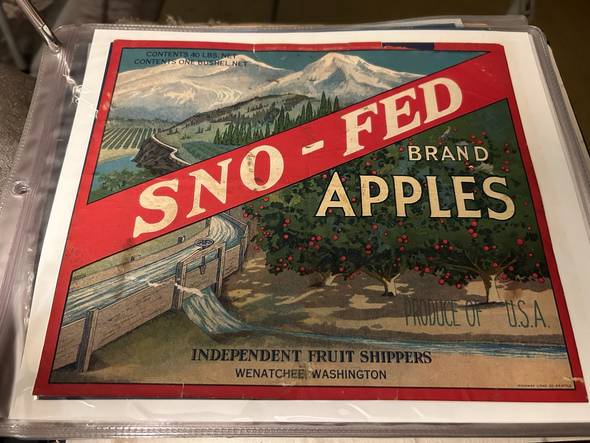 CONTENTS 40 LBS. NET
CONTENTS ONE BUSHEL NET
SNO-FED
BRAND
APPLES
PRODUCE OF U.S.A.
INDEPENDENT FRUIT SHIPPERS
WENATCHEE, WASHINGTON